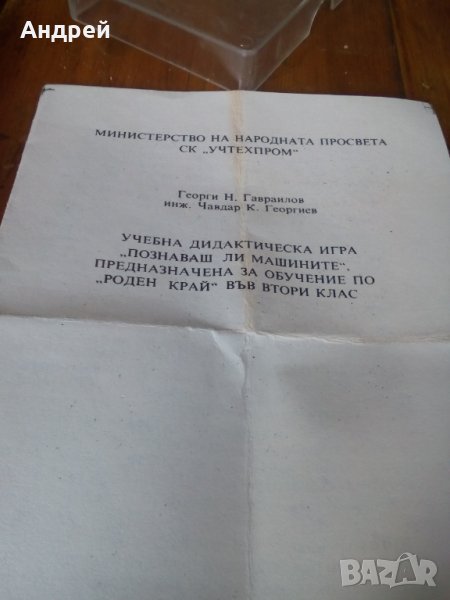 Андрей
МИНИСТЕРСТВО НА НАРОДНАТА ПРОСВЕТА
СК „УЧТЕХПРОМ"
Георги Н. Гавраилов
инж. Чавдар К. Георгиев
УЧЕБНА ДИДАКТИЧЕСКА ИГРА
„ПОЗНАВАШ ЛИ МАШИНИТЕ".
ПРЕДНАЗНАЧЕНА ЗА ОБУЧЕНИЕ ПО
„РОДЕН КРАЙ" ВЪВ ВТОРИ КЛАС
BAZAR